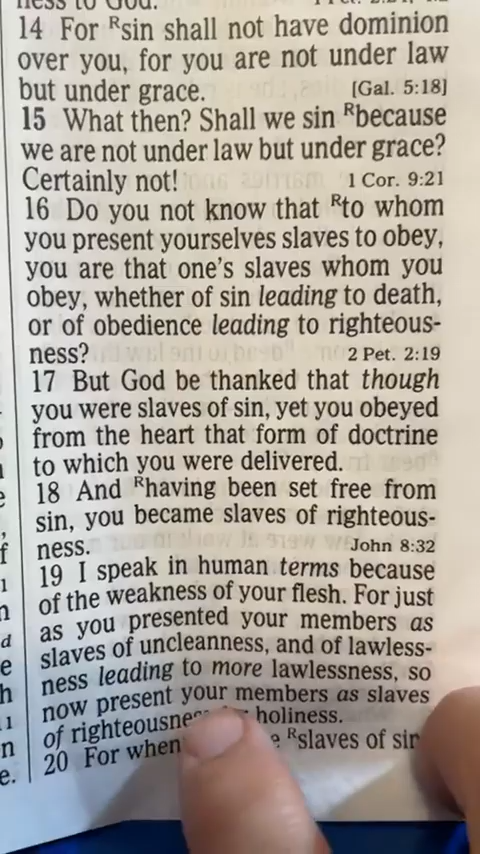 ness to God.
14 For ᴿsin shall not have dominion
over you, for you are not under law
but under grace. [Gal. 5:18]
15 What then? Shall we sin ᴿbecause
we are not under law but under grace?
Certainly not! 1 Cor. 9:21
16 Do you not know that ᴿto whom
you present yourselves slaves to obey,
you are that one's slaves whom you
obey, whether of sin leading to death,
or of obedience leading to righteous-
ness? 2 Pet. 2:19
17 But God be thanked that though
you were slaves of sin, yet you obeyed
from the heart that form of doctrine
to which you were delivered.
18 And ᴿhaving been set free from
sin, you became slaves of righteous-
ness. John 8:32
19 I speak in human terms because
of the weakness of your flesh. For just
as you presented your members as
slaves of uncleanness, and of lawless-
ness leading to more lawlessness, so
now present your members as slaves
of holiness.
20 For when ᴿslaves of sin